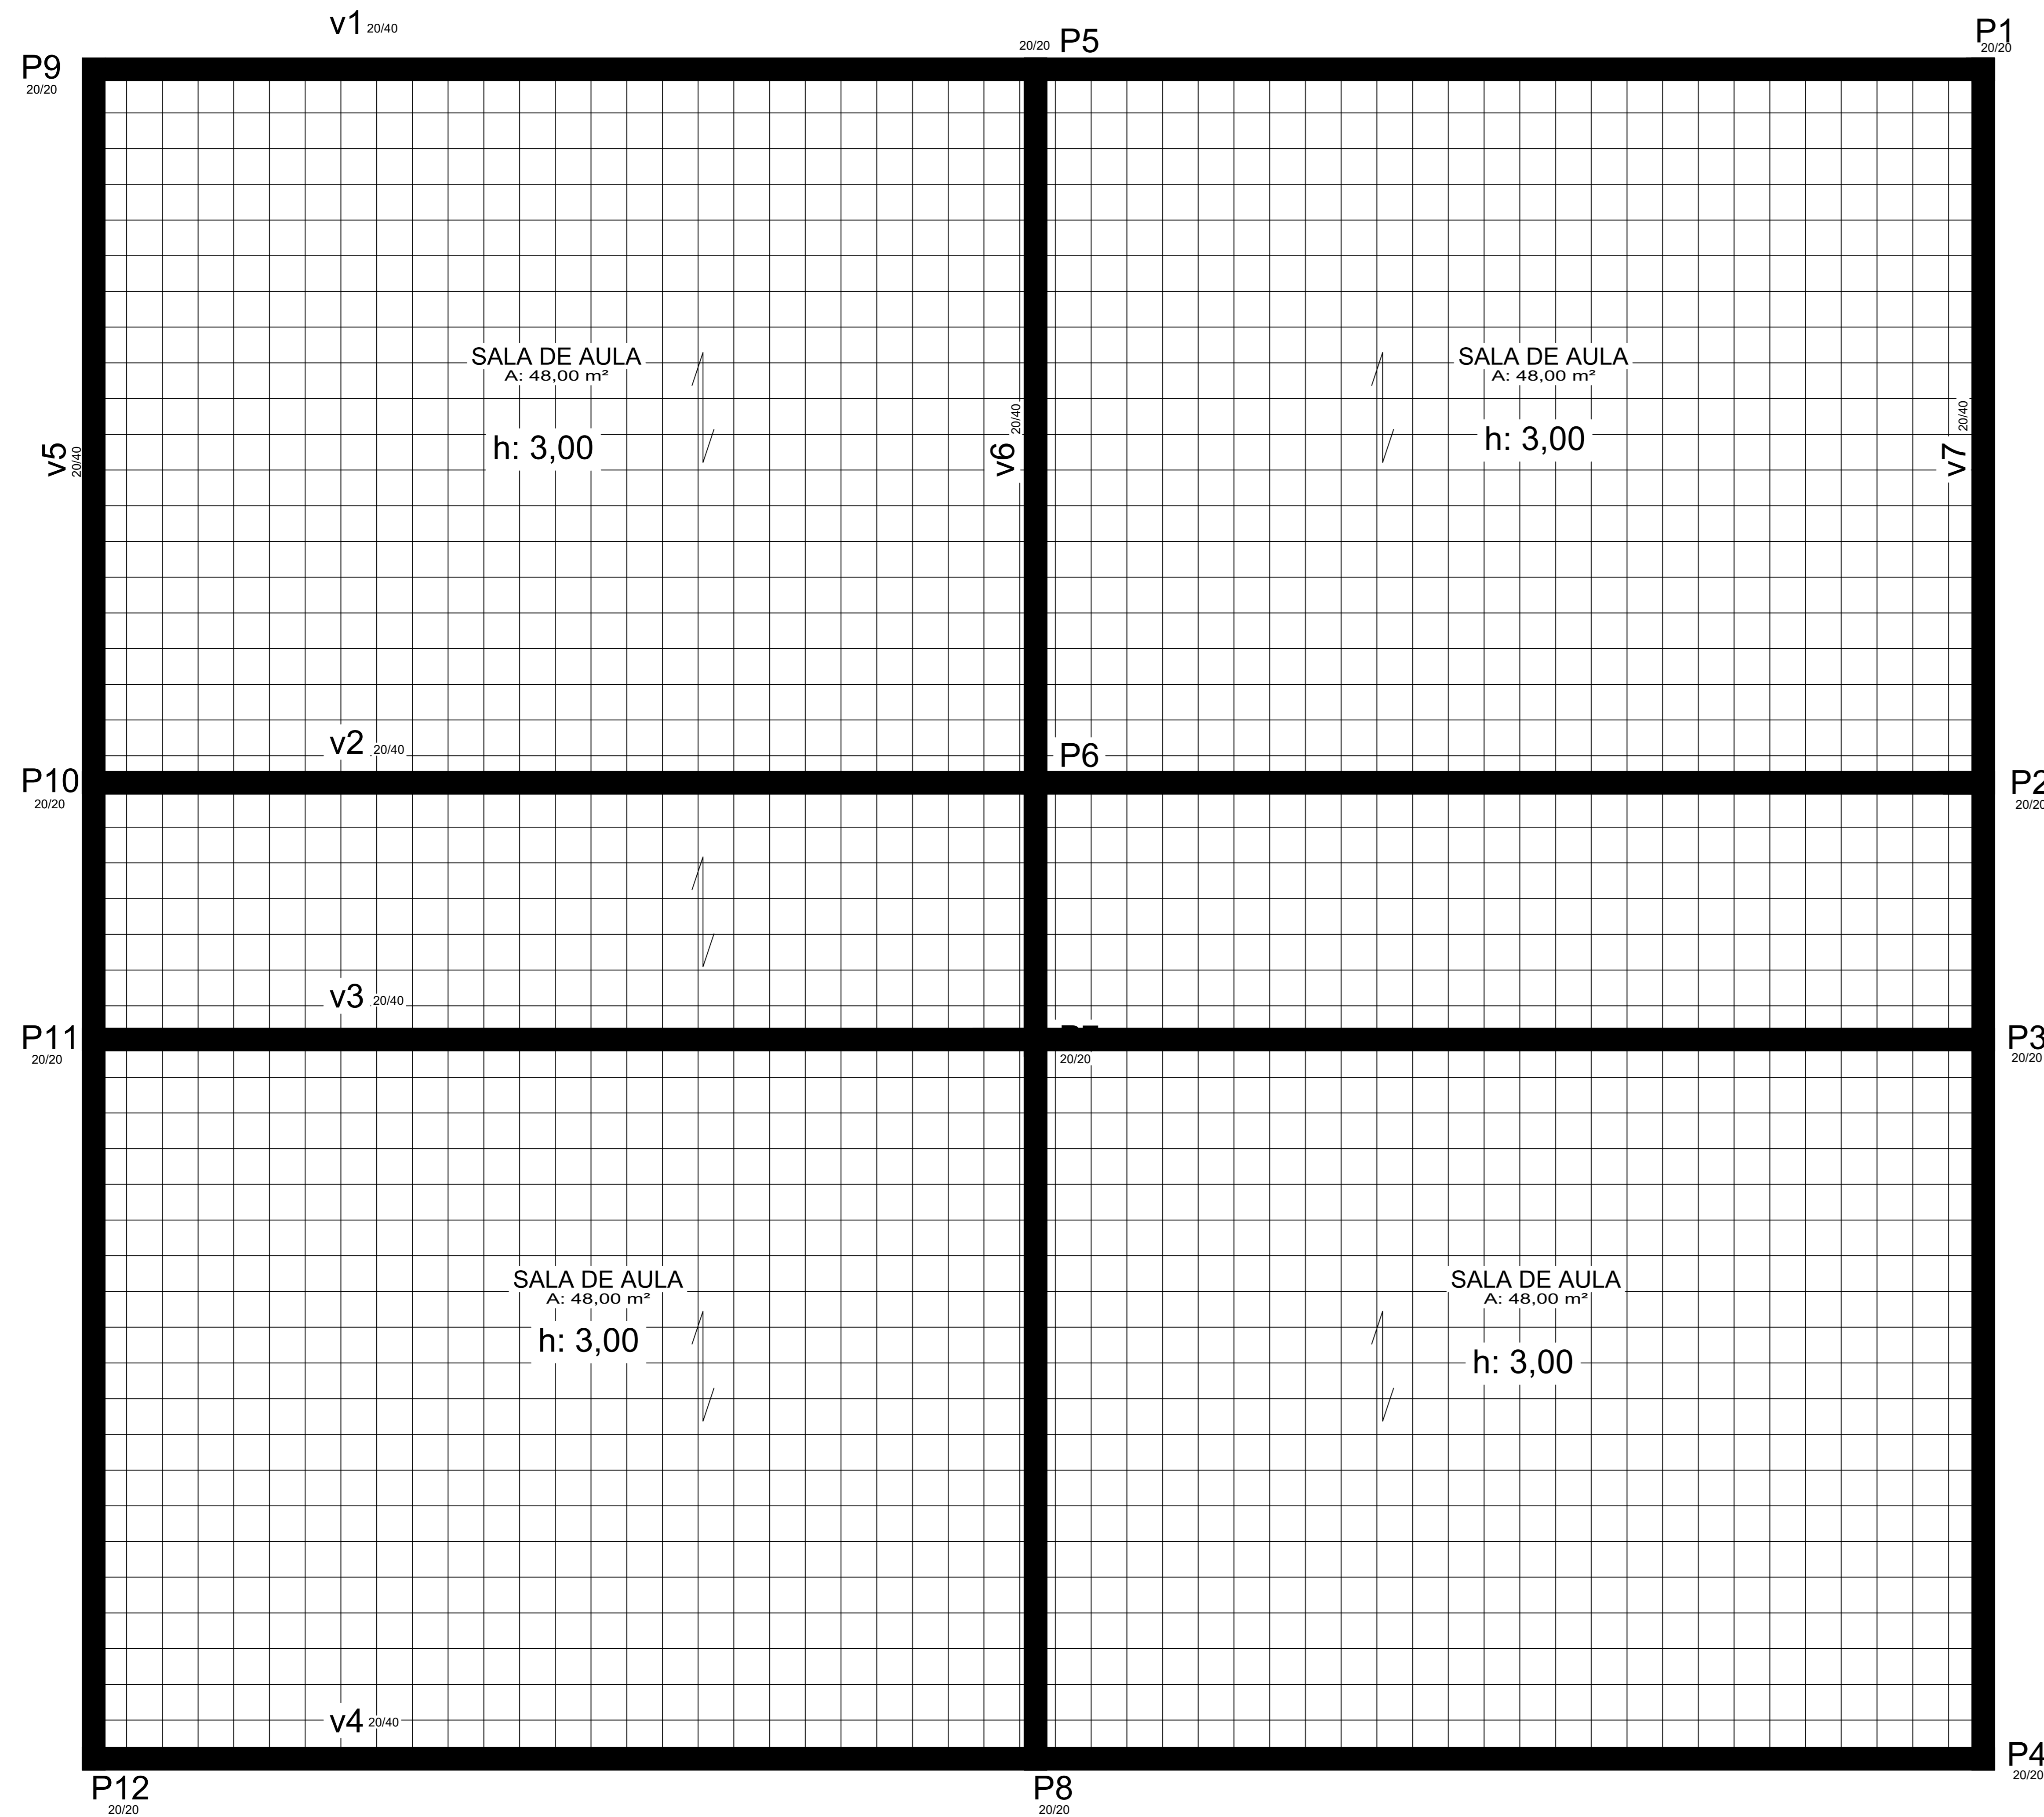 v1 20/40
20/20 P5
P1
20/20
P9
20/20
SALA DE AULA
A: 48,00 m²
h: 3,00
SALA DE AULA
A: 48,00 m²
h: 3,00
v5
20/40
v6
20/40
v7
20/40
v2 20/40
P6
P10
20/20
P2
20/20
v3 20/40
P11
20/20
20/20
P3
20/20
SALA DE AULA
A: 48,00 m²
h: 3,00
SALA DE AULA
A: 48,00 m²
h: 3,00
v4 20/40
P4
20/20
P12
20/20
P8
20/20